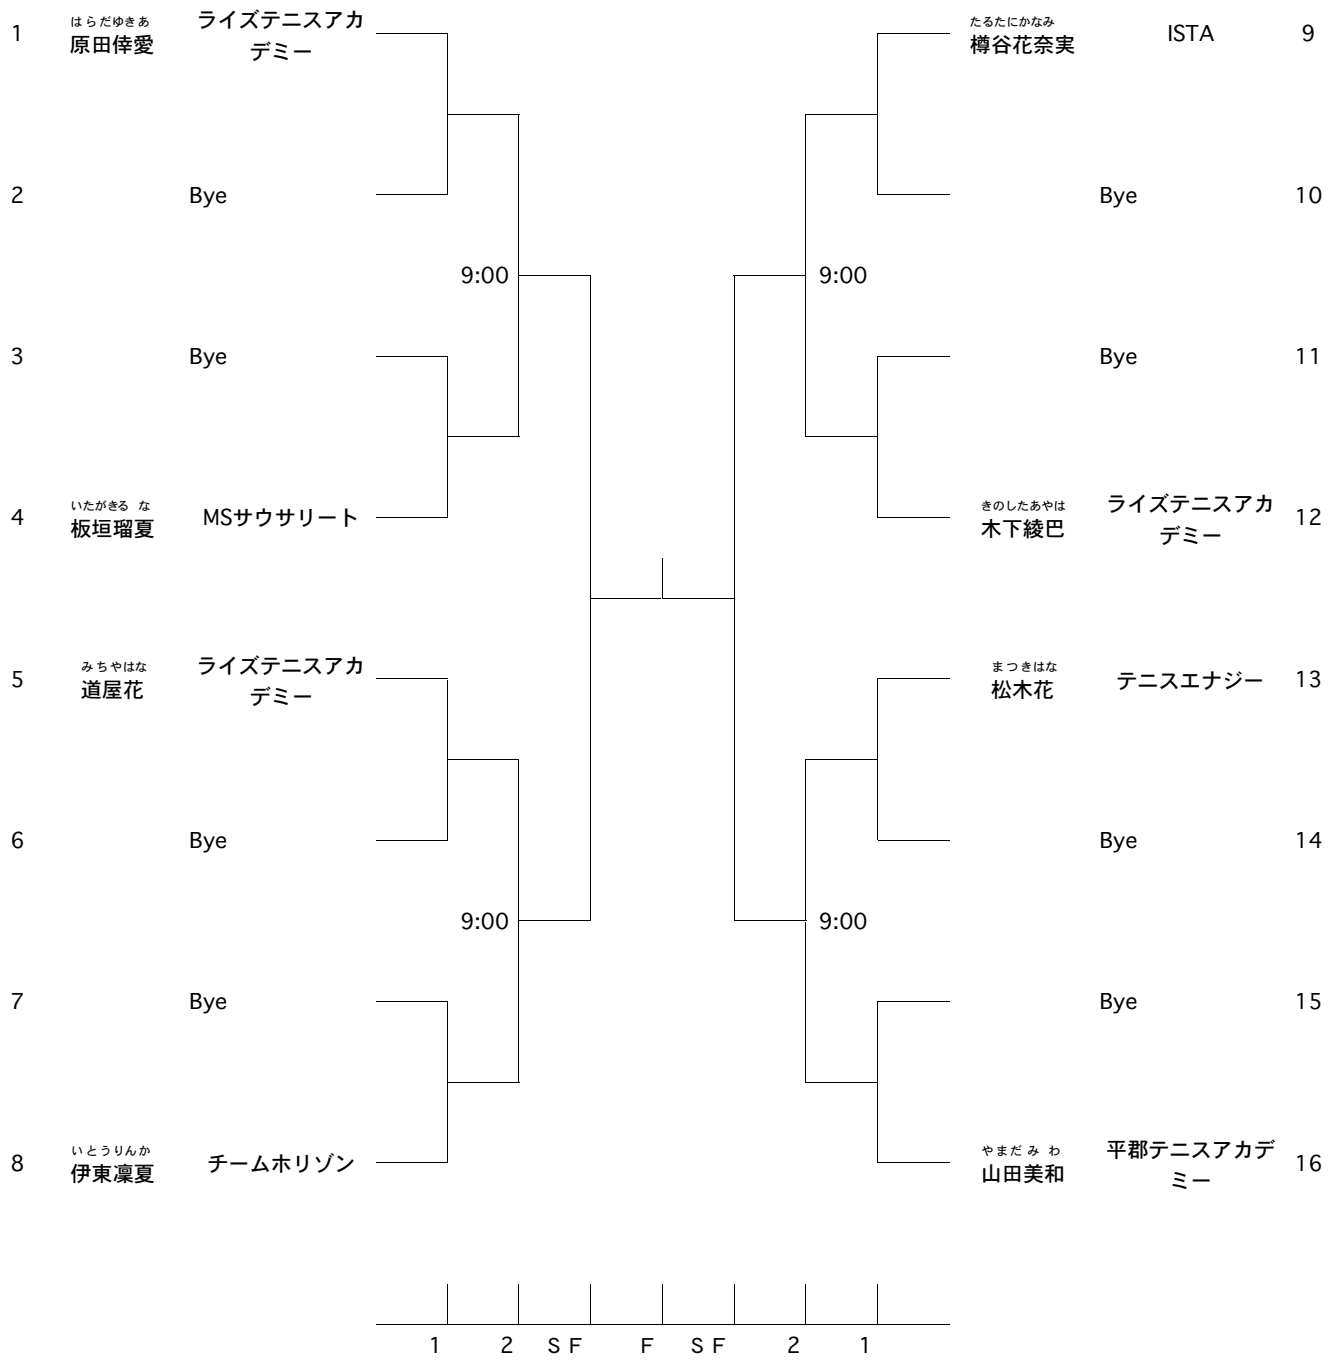 1 はらだゆきあ 原田倖愛 ライズテニスアカ
デミー
2 Bye
9:00
3 Bye
4 いたがきる な 板垣瑠夏 MSサウサリート
5 みちやはな 道屋花 ライズテニスアカ
デミー
6 Bye
9:00
7 Bye
8 いとうりんか 伊東凜夏 チームホリゾン
たるたにかなみ 樽谷花奈実 ISTA 9
Bye 10
9:00
Bye 11
きのしたあやは 木下綾巴 ライズテニスアカ
デミー 12
まつきはな 松木花 テニスエナジー 13
Bye 14
9:00
Bye 15
やまだみ わ 山田美和 平郡テニスアカデ
ミー 16
1 2 S F F S F 2 1